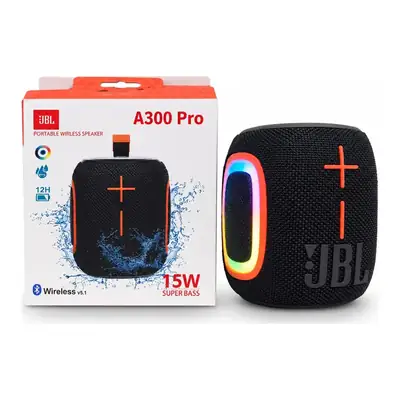 JBL
A300 Pro
PORTABLE WIRELESS SPEAKER
12H
15W
SUPER BASS
Wireless v5.1
JBL